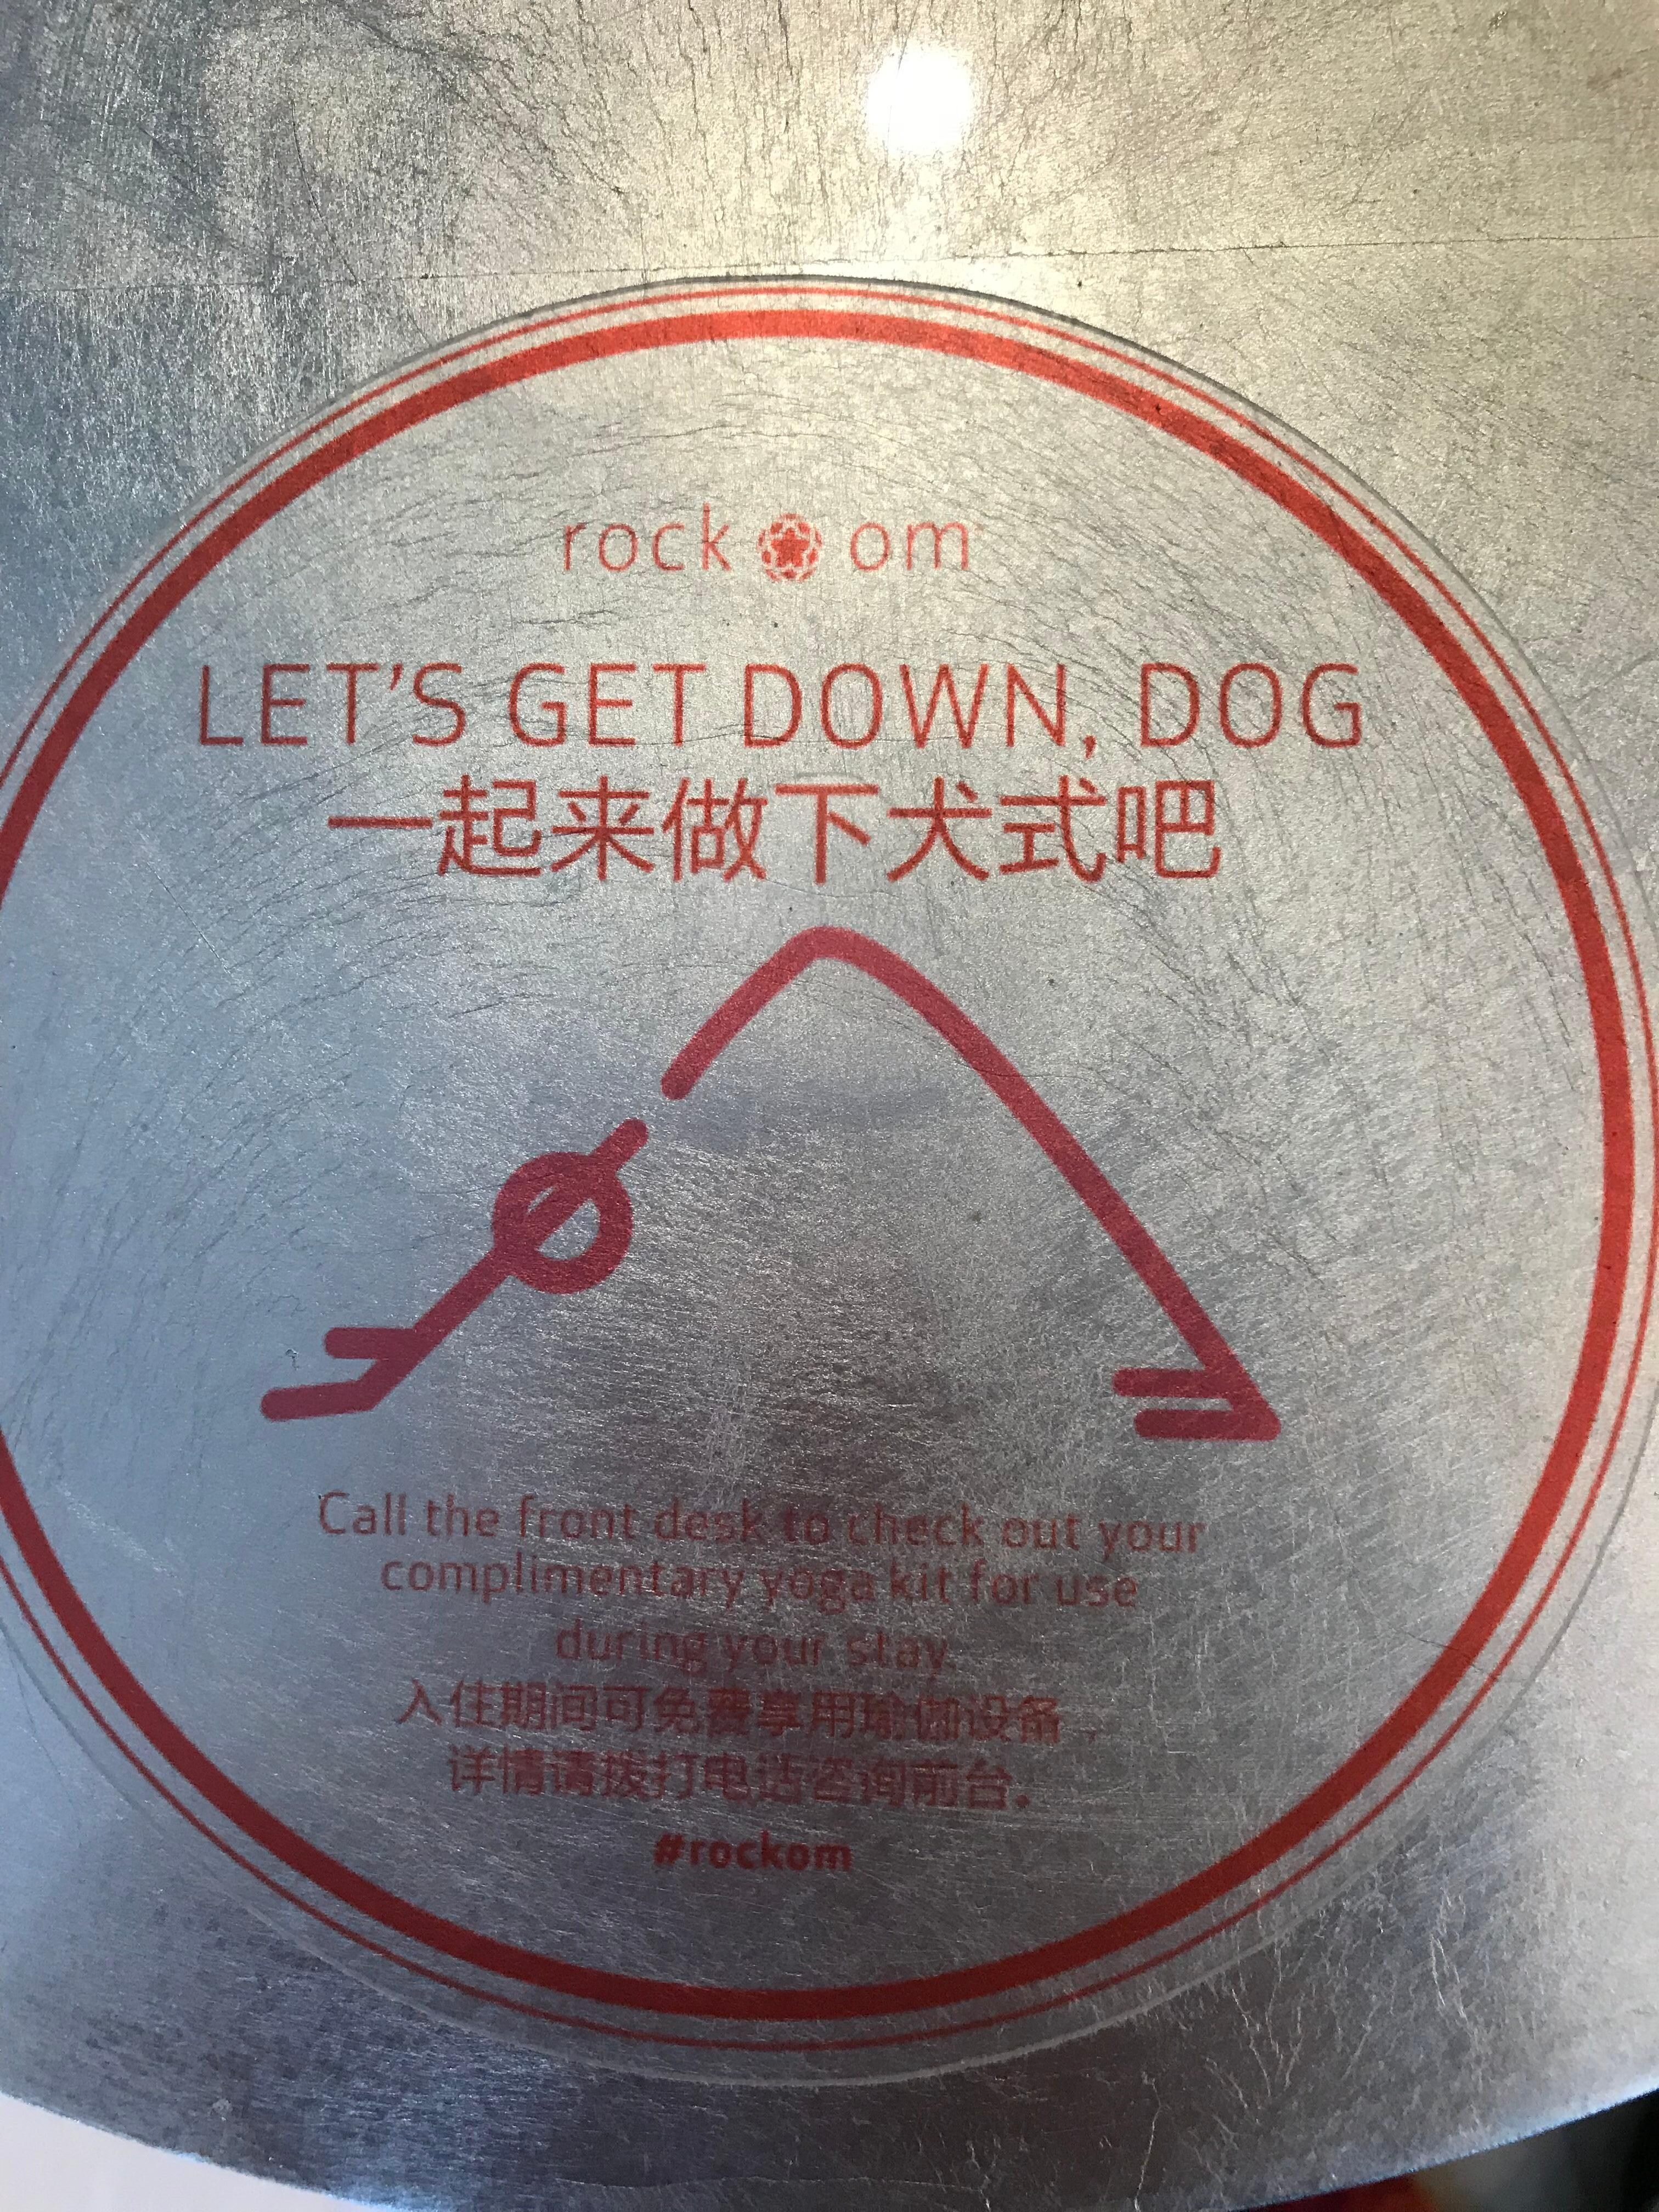 rock om
LET'S GET DOWN, DOG
一起来做下犬式吧
Call the front desk to check out your
complimentary yoga kit for use
during your stay.
入住期间可免费享用瑜伽设备，
详情请拨打电话咨询前台。
#rockom